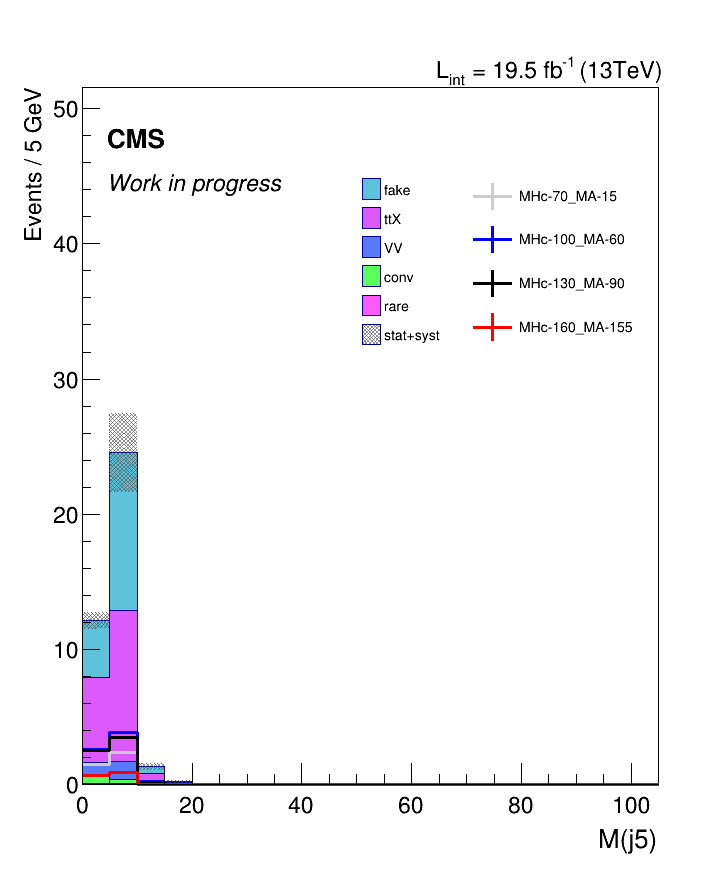 L_int = 19.5 fb^-1 (13TeV)
Events / 5 GeV
CMS
Work in progress
fake
ttX
VV
conv
rare
stat+syst
MHc-70_MA-15
MHc-100_MA-60
MHc-130_MA-90
MHc-160_MA-155
50
40
30
20
10
0
0 20 40 60 80 100
M(j5)